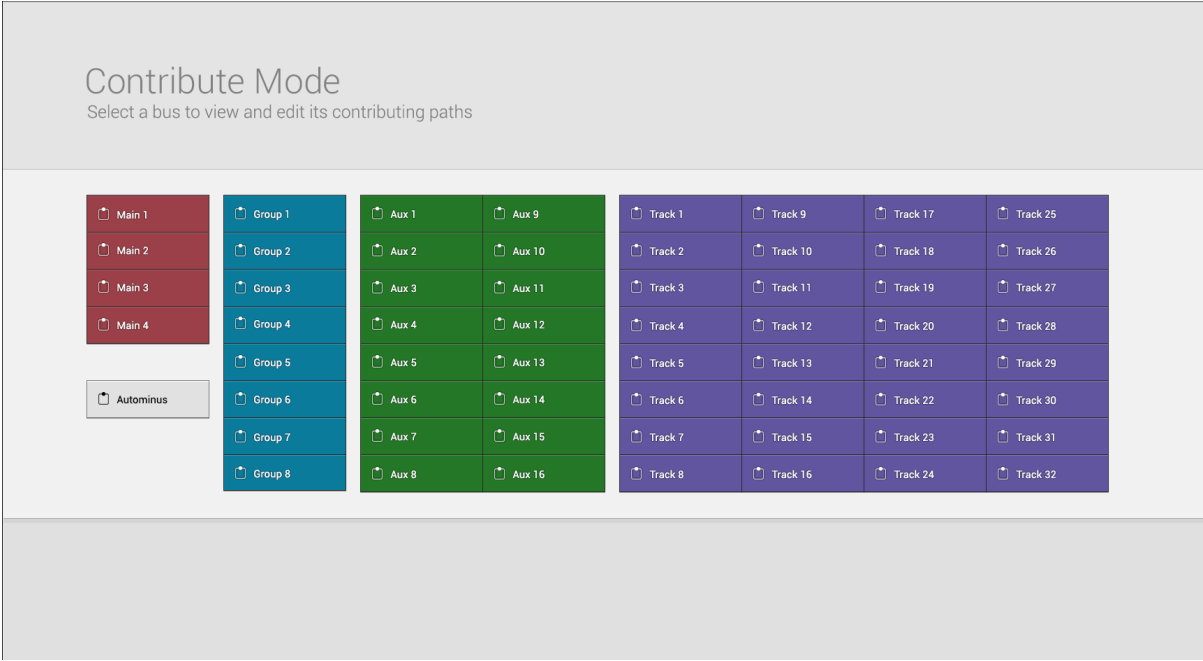 Contribute Mode
Select a bus to view and edit its contributing paths
Main 1
Main 2
Main 3
Main 4
Autominus
Group 1
Group 2
Group 3
Group 4
Group 5
Group 6
Group 7
Group 8
Aux 1
Aux 2
Aux 3
Aux 4
Aux 5
Aux 6
Aux 7
Aux 8
Aux 9
Aux 10
Aux 11
Aux 12
Aux 13
Aux 14
Aux 15
Aux 16
Track 1
Track 2
Track 3
Track 4
Track 5
Track 6
Track 7
Track 8
Track 9
Track 10
Track 11
Track 12
Track 13
Track 14
Track 15
Track 16
Track 17
Track 18
Track 19
Track 20
Track 21
Track 22
Track 23
Track 24
Track 25
Track 26
Track 27
Track 28
Track 29
Track 30
Track 31
Track 32